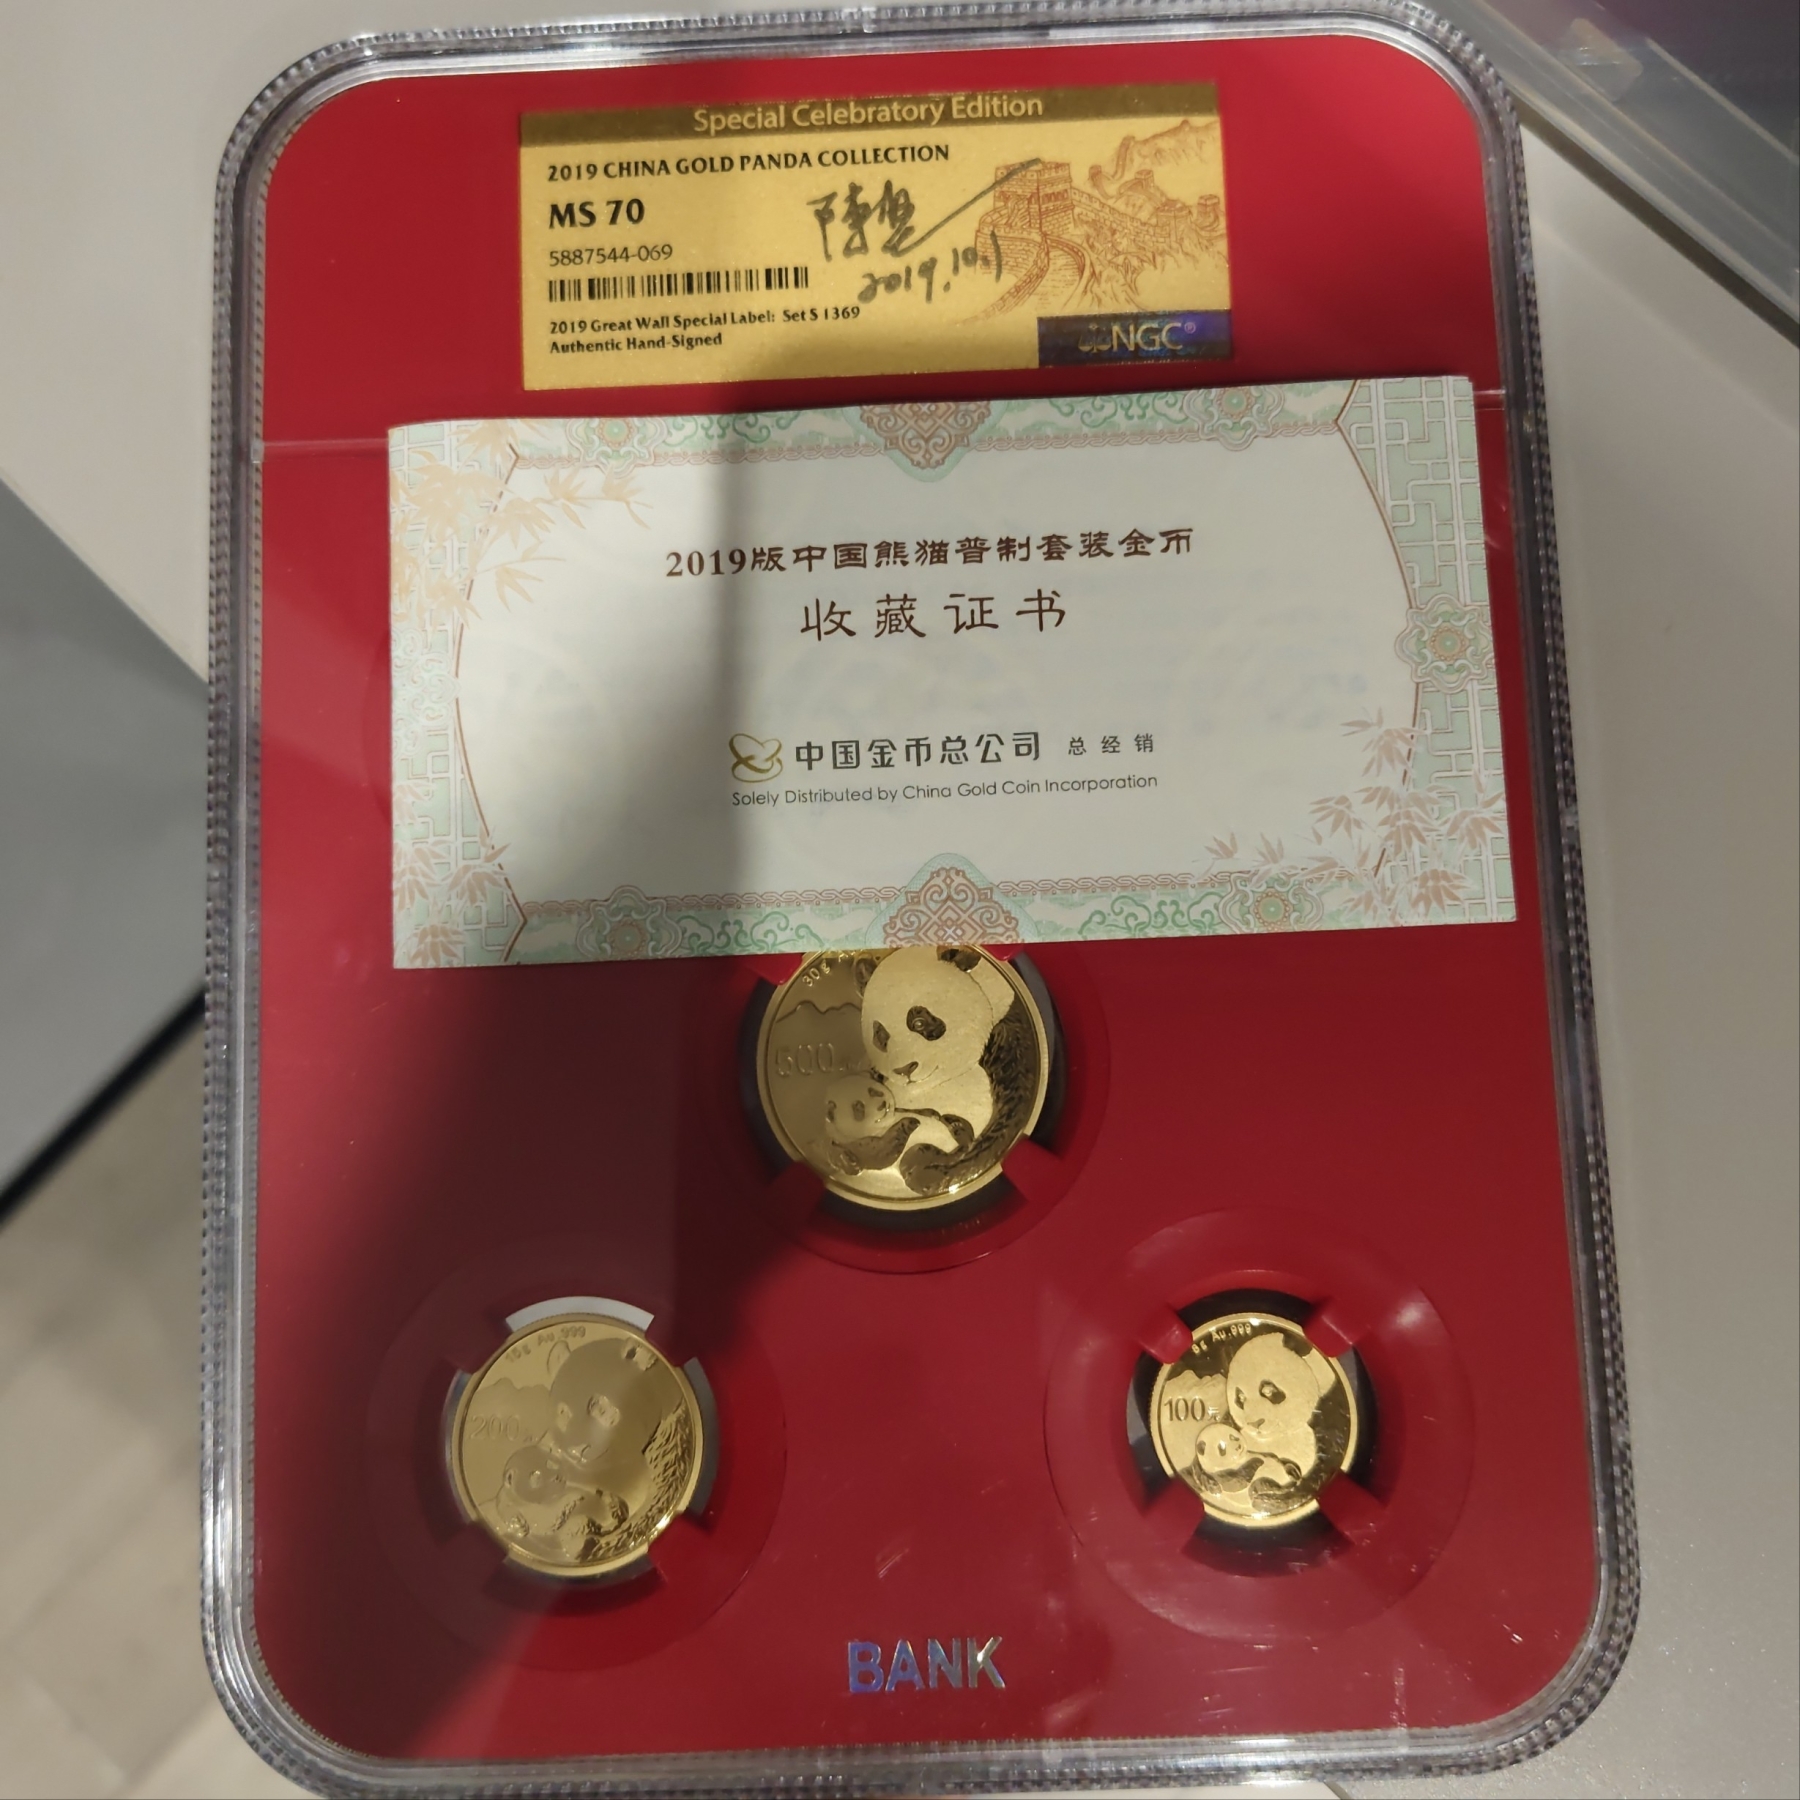 Special Celebratory Edition
2019 CHINA GOLD PANDA COLLECTION
MS 70
5887544-069
2019.10.1
2019 Great Wall Special Label: Set S 1369
Authentic Hand-Signed
NGC®
2019版中国熊猫普制套装金币
收藏证书
中国金币总公司 总经销
Solely Distributed by China Gold Coin Incorporation
30g
500元
15g Au.999
200元
8g Au.999
100元
BANK